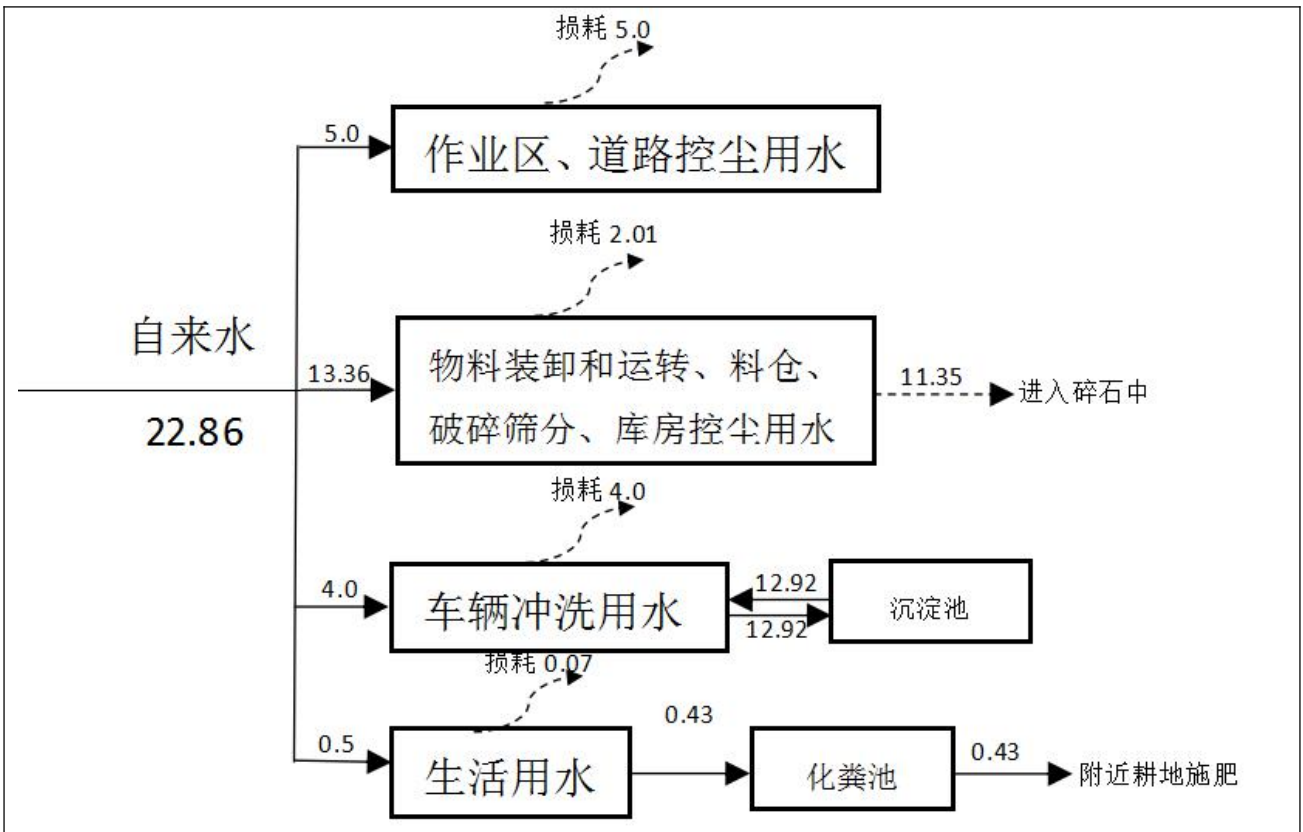 损耗 5.0
5.0
作业区、道路控尘用水
损耗 2.01
自来水
22.86
13.36
物料装卸和运转、料仓、
破碎筛分、库房控尘用水
11.35
进入碎石中
损耗 4.0
4.0
车辆冲洗用水
12.92
12.92
沉淀池
损耗 0.07
0.5
生活用水
0.43
化粪池
0.43
附近耕地施肥